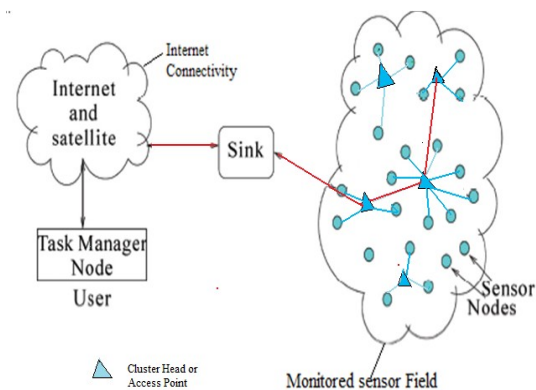 Internet
Connectivity
Internet
and
satellite
Sink
Task Manager
Node
User
Sensor
Nodes
Cluster Head or
Access Point
Monitored sensor Field